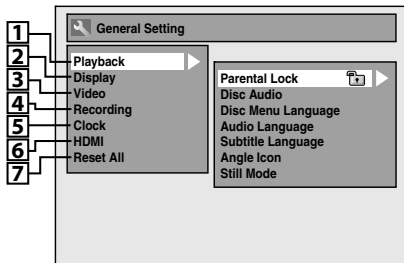 General Setting
1
2
3
4
5
6
7
Playback
Display
Video
Recording
Clock
HDMI
Reset All
Parental Lock
Disc Audio
Disc Menu Language
Audio Language
Subtitle Language
Angle Icon
Still Mode